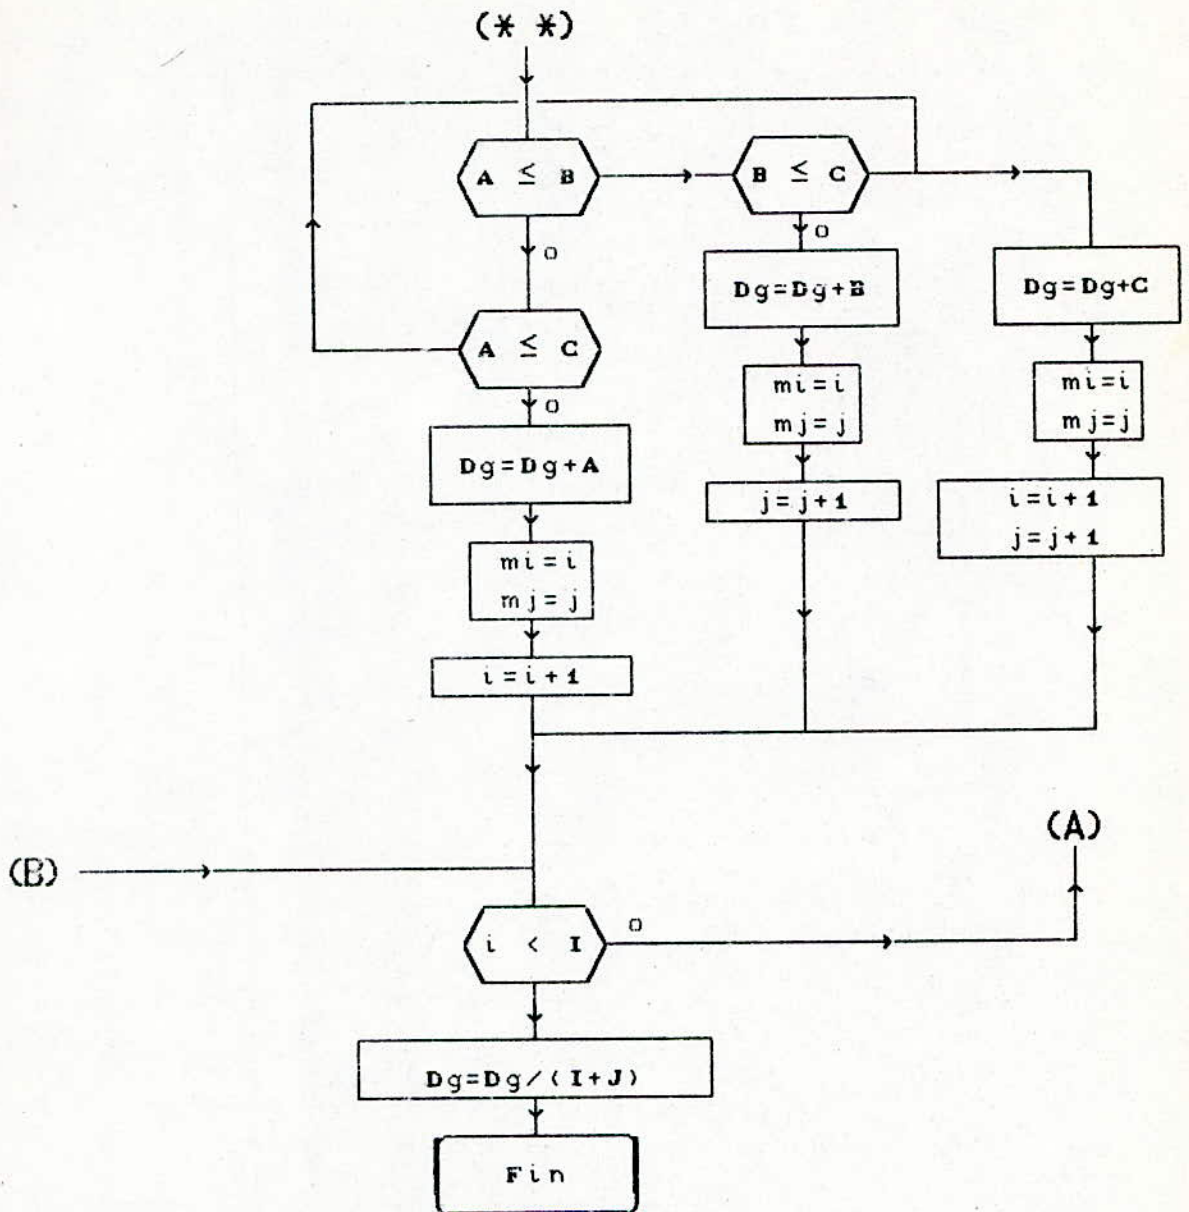 (* *)
A ≤ B
B ≤ C
o
o
Dg=Dg+B
Dg=Dg+C
A ≤ C
o
mi=i
mj=j
mi=i
mj=j
Dg=Dg+A
j=j+1
i=i+1
j=j+1
mi=i
mj=j
i=i+1
(A)
(B)
i < I
o
Dg=Dg/(I+J)
Fin